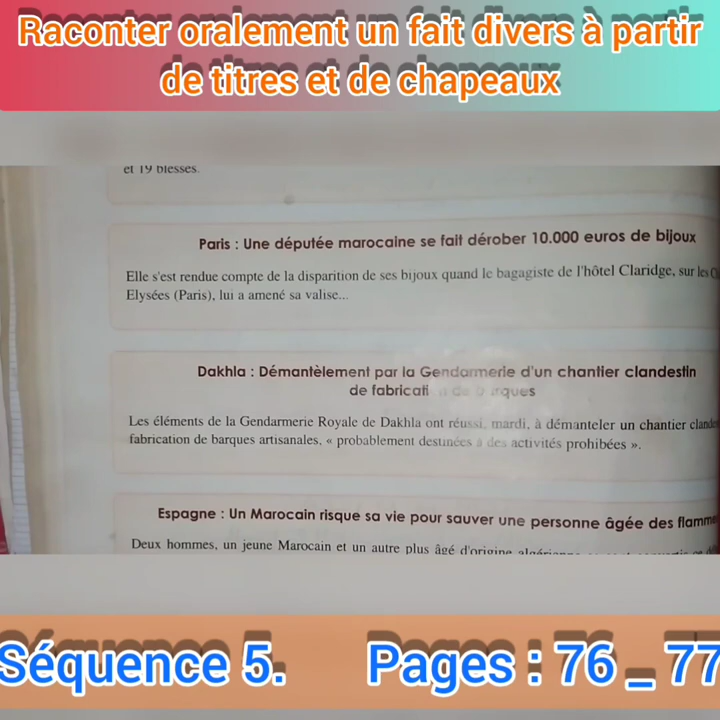 Raconter oralement un fait divers à partir
de titres et de chapeaux
et 19 blessés.
Paris : Une députée marocaine se fait dérober 10.000 euros de bijoux
Elle s'est rendue compte de la disparition de ses bijoux quand le bagagiste de l'hôtel Claridge, sur les
Elysées (Paris), lui a amené sa valise...
Dakhla : Démantèlement par la Gendarmerie d'un chantier clandestin
de fabrication de barques
Les éléments de la Gendarmerie Royale de Dakhla ont réussi, mardi, à démanteler un chantier
fabrication de barques artisanales, « probablement destinées à des activités prohibées ».
Espagne : Un Marocain risque sa vie pour sauver une personne âgée des
Deux hommes, un jeune Marocain et un autre plus âgé d'origine
Séquence 5. Pages : 76 _ 77